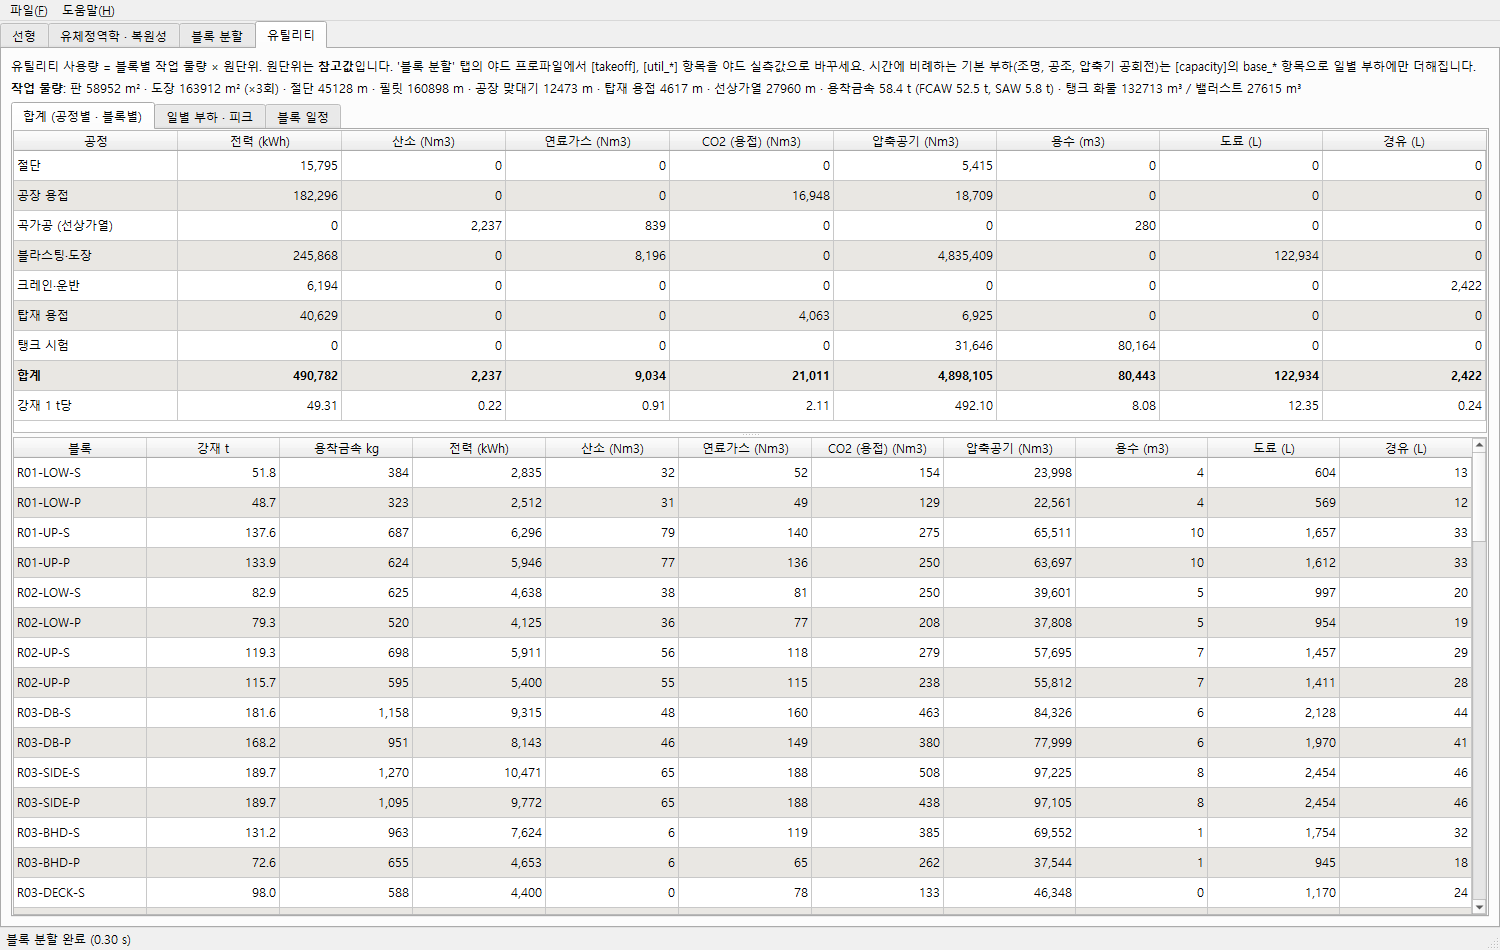 파일(F) 도움말(H)
선형 유체정역학 · 복원성 블록 분할 유틸리티
유틸리티 사용량 = 블록별 작업 물량 × 원단위. 원단위는 참고값입니다. '블록 분할' 탭의 야드 프로파일에서 [takeoff], [util_*] 항목을 야드 실측값으로 바꾸세요. 시간에 비례하는 기본 부하(조명, 공조, 압축기 공회전)는 [capacity]의 base_* 항목으로 일별 부하에만 더해집니다.
작업 물량: 판 58952 m² · 도장 163912 m² (×3회) · 절단 45128 m · 필릿 160898 m · 공장 맞대기 12473 m · 탑재 용접 4617 m · 선상가열 27960 m · 용착금속 58.4 t (FCAW 52.5 t, SAW 5.8 t) · 탱크 화물 132713 m³ / 밸러스트 27615 m³
합계 (공정별 · 블록별) 일별 부하 · 피크 블록 일정
공정 전력 (kWh) 산소 (Nm3) 연료가스 (Nm3) CO2 (용접) (Nm3) 압축공기 (Nm3) 용수 (m3) 도료 (L) 경유 (L)
절단 15,795 0 0 0 5,415 0 0 0
공장 용접 182,296 0 0 16,948 18,709 0 0 0
곡가공 (선상가열) 0 2,237 839 0 0 280 0 0
블라스팅·도장 245,868 0 8,196 0 4,835,409 0 122,934 0
크레인·운반 6,194 0 0 0 0 0 0 2,422
탑재 용접 40,629 0 0 4,063 6,925 0 0 0
탱크 시험 0 0 0 0 31,646 80,164 0 0
합계 490,782 2,237 9,034 21,011 4,898,105 80,443 122,934 2,422
강재 1 t당 49.31 0.22 0.91 2.11 492.10 8.08 12.35 0.24
블록 강재 t 용착금속 kg 전력 (kWh) 산소 (Nm3) 연료가스 (Nm3) CO2 (용접) (Nm3) 압축공기 (Nm3) 용수 (m3) 도료 (L) 경유 (L)
R01-LOW-S 51.8 384 2,835 32 52 154 23,998 4 604 13
R01-LOW-P 48.7 323 2,512 31 49 129 22,561 4 569 12
R01-UP-S 137.6 687 6,296 79 140 275 65,511 10 1,657 33
R01-UP-P 133.9 624 5,946 77 136 250 63,697 10 1,612 33
R02-LOW-S 82.9 625 4,638 38 81 250 39,601 5 997 20
R02-LOW-P 79.3 520 4,125 36 77 208 37,808 5 954 19
R02-UP-S 119.3 698 5,911 56 118 279 57,695 7 1,457 29
R02-UP-P 115.7 595 5,400 55 115 238 55,812 7 1,411 28
R03-DB-S 181.6 1,158 9,315 48 160 463 84,326 6 2,128 44
R03-DB-P 168.2 951 8,143 46 149 380 77,999 6 1,970 41
R03-SIDE-S 189.7 1,270 10,471 65 188 508 97,225 8 2,454 46
R03-SIDE-P 189.7 1,095 9,772 65 188 438 97,105 8 2,454 46
R03-BHD-S 131.2 963 7,624 6 119 385 69,552 1 1,754 32
R03-BHD-P 72.6 655 4,653 6 65 262 37,544 1 945 18
R03-DECK-S 98.0 588 4,400 0 78 133 46,348 0 1,170 24
블록 분할 완료 (0.30 s)